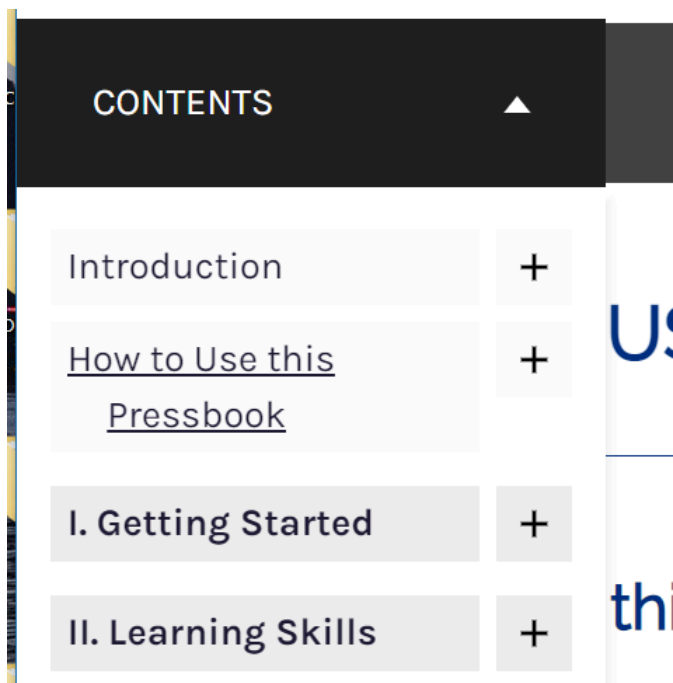 CONTENTS
Introduction +
How to Use this +
Pressbook
I. Getting Started +
II. Learning Skills +